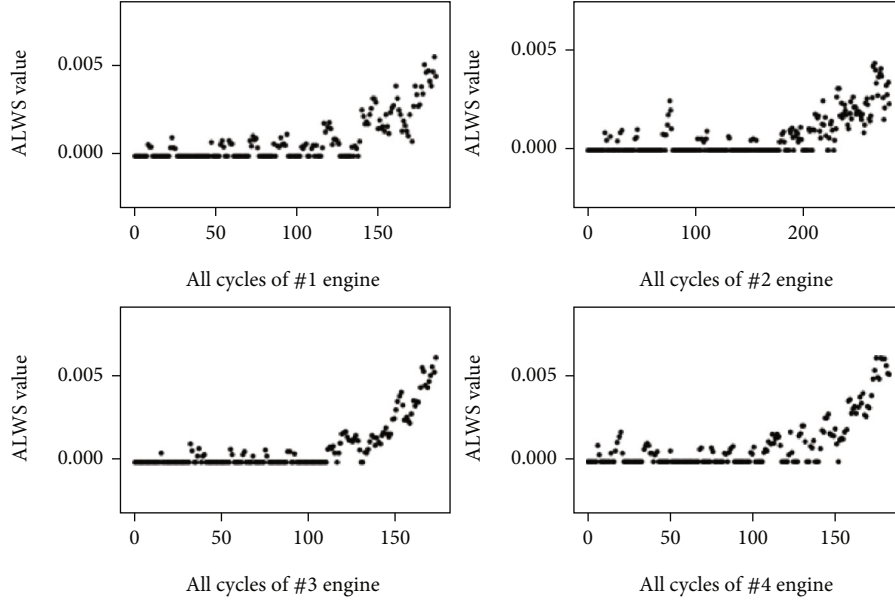 ALWS value
0.005
0.000
0 50 100 150
All cycles of #1 engine
ALWS value
0.005
0.000
0 100 200
All cycles of #2 engine
ALWS value
0.005
0.000
0 50 100 150
All cycles of #3 engine
ALWS value
0.005
0.000
0 50 100 150
All cycles of #4 engine